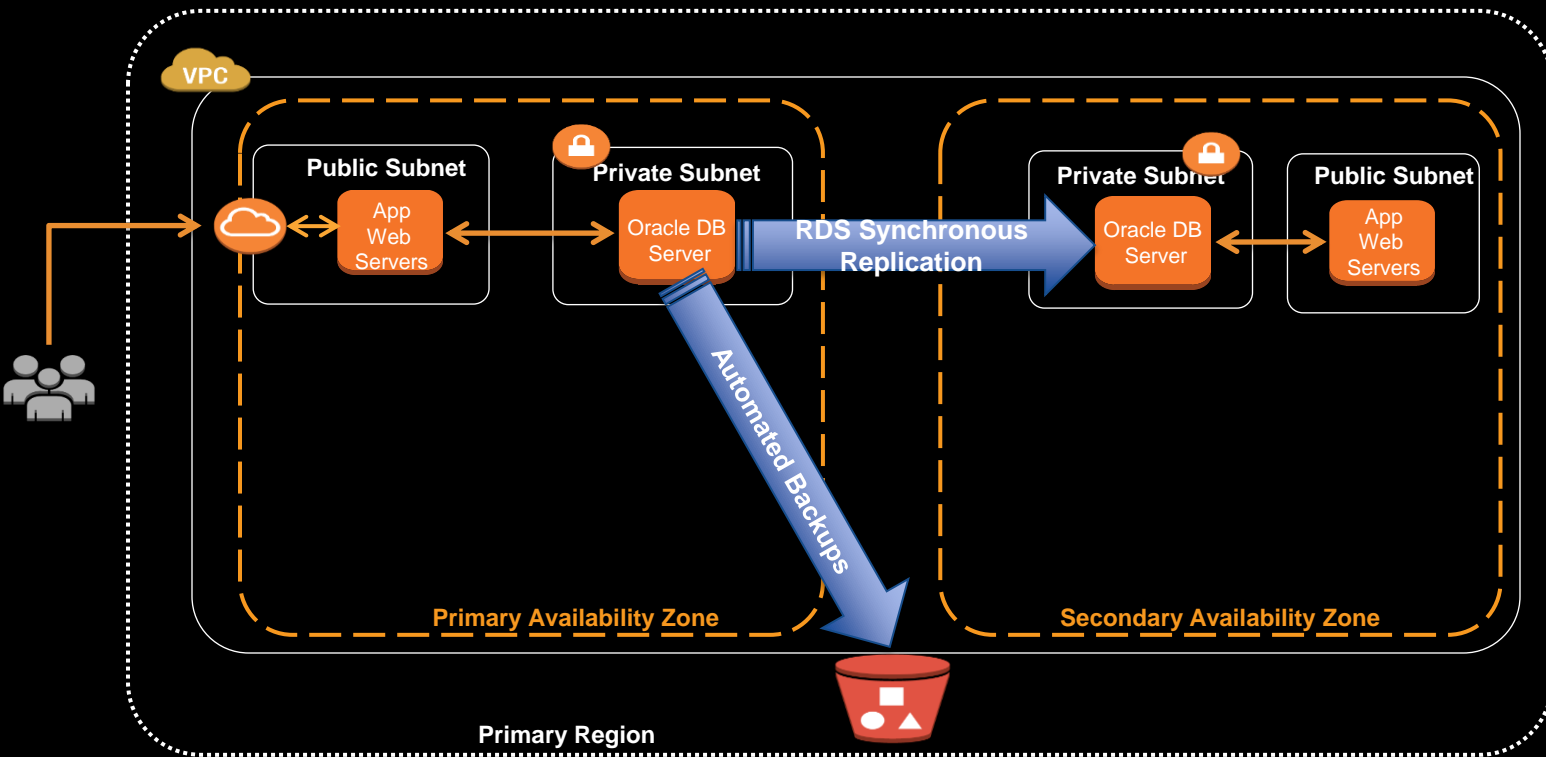 VPC
Public Subnet
App
Web
Servers
Private Subnet
Oracle DB
Server
RDS Synchronous
Replication
Private Subnet
Oracle DB
Server
Public Subnet
App
Web
Servers
Automated Backups
Primary Availability Zone
Secondary Availability Zone
Primary Region